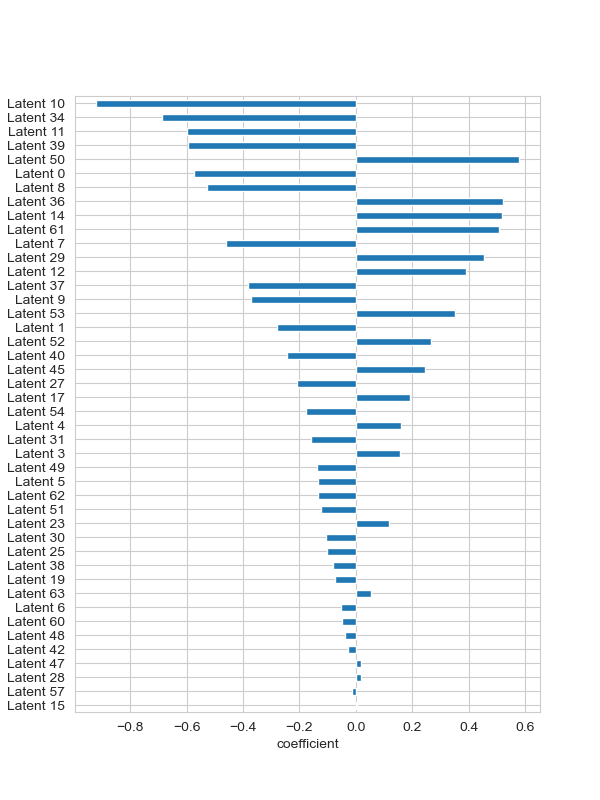 Latent 10
Latent 34
Latent 11
Latent 39
Latent 50
Latent 0
Latent 8
Latent 36
Latent 14
Latent 61
Latent 7
Latent 29
Latent 12
Latent 37
Latent 9
Latent 53
Latent 1
Latent 52
Latent 40
Latent 45
Latent 27
Latent 17
Latent 54
Latent 4
Latent 31
Latent 3
Latent 49
Latent 5
Latent 62
Latent 51
Latent 23
Latent 30
Latent 25
Latent 38
Latent 19
Latent 63
Latent 6
Latent 60
Latent 48
Latent 42
Latent 47
Latent 28
Latent 57
Latent 15
−0.8 −0.6 −0.4 −0.2 0.0 0.2 0.4 0.6
coefficient